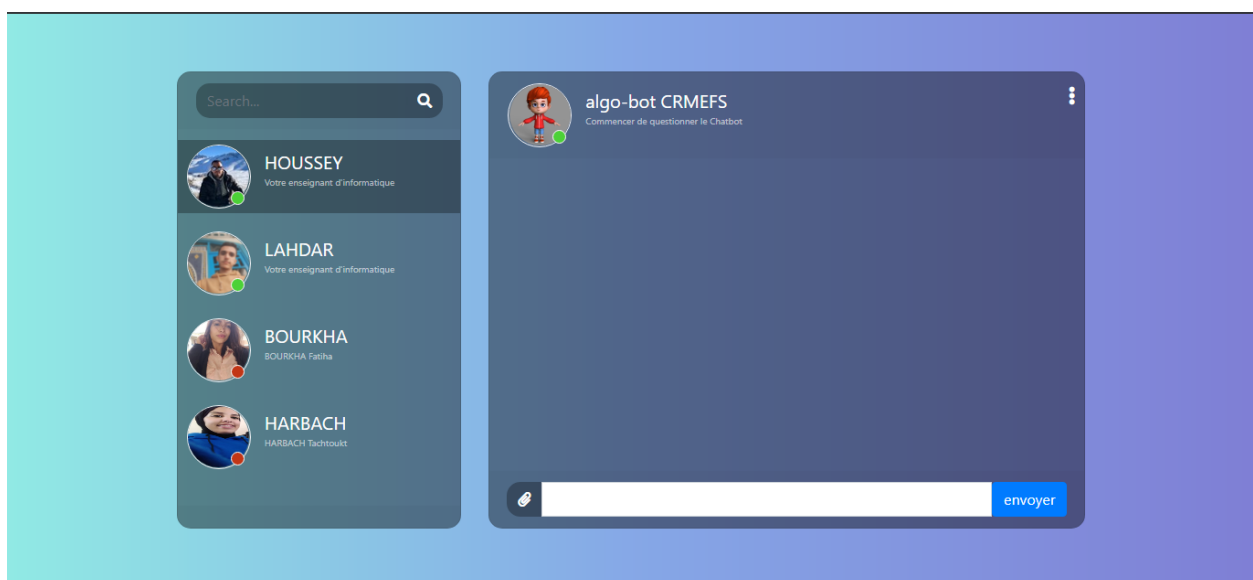 Search...
HOUSSEY
Votre enseignant d'informatique
LAHDAR
Votre enseignant d'informatique
BOURKHA
BOURKHA Fatiha
HARBACH
HARBACH Tachtoukt
algo-bot CRMEFS
Commencer de questionner le Chatbot
envoyer